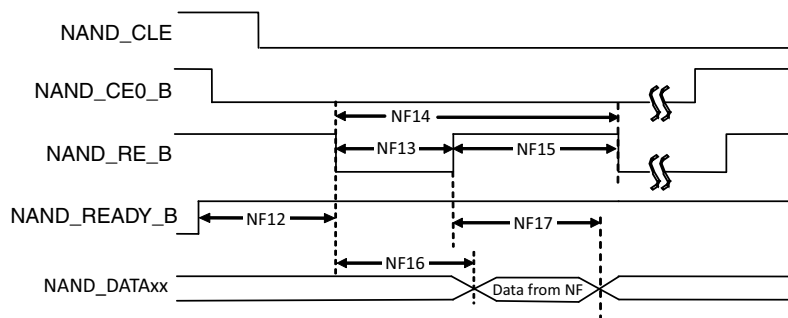 NAND_CLE
NAND_CE0_B
NF14
NAND_RE_B
NF13
NF15
NAND_READY_B
NF12
NF17
NF16
NAND_DATAxx
Data from NF